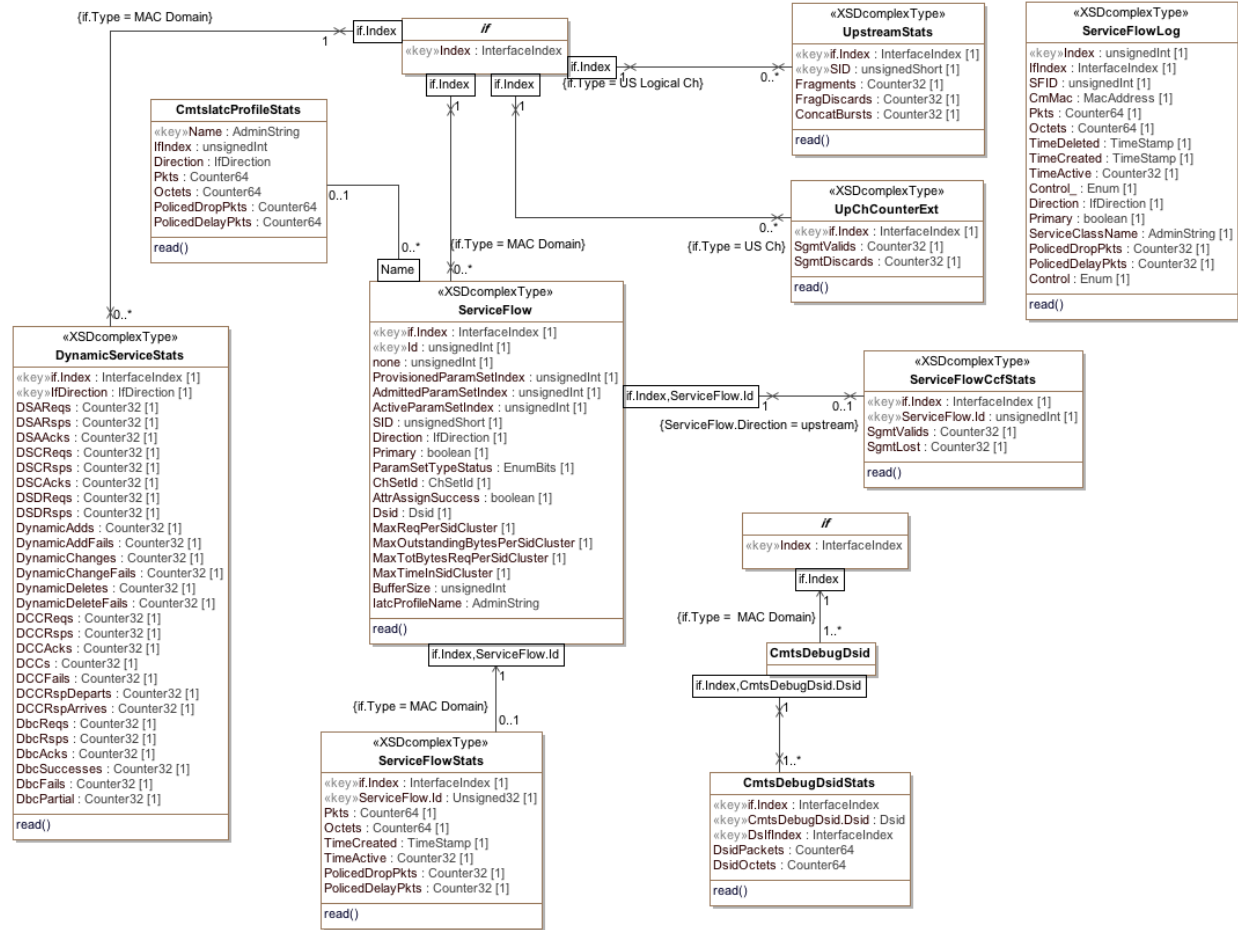 {if.Type = MAC Domain}
1
if.Index
if
«key»Index : InterfaceIndex
if.Index
if.Index
if.Index
1
1
1
{if.Type = US Logical Ch}
0..*
«XSDcomplexType»
UpstreamStats
«key»if.Index : InterfaceIndex [1]
«key»SID : unsignedShort [1]
Fragments : Counter32 [1]
FragDiscards : Counter32 [1]
ConcatBursts : Counter32 [1]
read()
«XSDcomplexType»
ServiceFlowLog
«key»Index : unsignedInt [1]
IfIndex : InterfaceIndex [1]
SFID : unsignedInt [1]
CmMac : MacAddress [1]
Pkts : Counter64 [1]
Octets : Counter64 [1]
TimeDeleted : TimeStamp [1]
TimeCreated : TimeStamp [1]
TimeActive : Counter32 [1]
Control_ : Enum [1]
Direction : IfDirection [1]
Primary : boolean [1]
ServiceClassName : AdminString [1]
PolicedDropPkts : Counter32 [1]
PolicedDelayPkts : Counter32 [1]
Control : Enum [1]
read()
CmtsIatcProfileStats
«key»Name : AdminString
IfIndex : unsignedInt
Direction : IfDirection
Pkts : Counter64
Octets : Counter64
PolicedDropPkts : Counter64
PolicedDelayPkts : Counter64
read()
0..1
0..*
Name
{if.Type = MAC Domain}
0..*
«XSDcomplexType»
UpChCounterExt
«key»if.Index : InterfaceIndex [1]
SgmtValids : Counter32 [1]
SgmtDiscards : Counter32 [1]
read()
0..*
{if.Type = US Ch}
0..*
«XSDcomplexType»
DynamicServiceStats
«key»if.Index : InterfaceIndex [1]
«key»IfDirection : IfDirection [1]
DSAReqs : Counter32 [1]
DSARsps : Counter32 [1]
DSAAcks : Counter32 [1]
DSCReqs : Counter32 [1]
DSCRsps : Counter32 [1]
DSCAcks : Counter32 [1]
DSDReqs : Counter32 [1]
DSDRsps : Counter32 [1]
DynamicAdds : Counter32 [1]
DynamicAddFails : Counter32 [1]
DynamicChanges : Counter32 [1]
DynamicChangeFails : Counter32 [1]
DynamicDeletes : Counter32 [1]
DynamicDeleteFails : Counter32 [1]
DCCReqs : Counter32 [1]
DCCRsps : Counter32 [1]
DCCAcks : Counter32 [1]
DCCs : Counter32 [1]
DCCFails : Counter32 [1]
DCCRspDeparts : Counter32 [1]
DCCRspArrives : Counter32 [1]
DbcReqs : Counter32 [1]
DbcRsps : Counter32 [1]
DbcAcks : Counter32 [1]
DbcSuccesses : Counter32 [1]
DbcFails : Counter32 [1]
DbcPartial : Counter32 [1]
read()
«XSDcomplexType»
ServiceFlow
«key»if.Index : InterfaceIndex [1]
«key»Id : unsignedInt [1]
none : unsignedInt [1]
ProvisionedParamSetIndex : unsignedInt [1]
AdmittedParamSetIndex : unsignedInt [1]
ActiveParamSetIndex : unsignedInt [1]
SID : unsignedShort [1]
Direction : IfDirection [1]
Primary : boolean [1]
ParamSetTypeStatus : EnumBits [1]
ChSetId : ChSetId [1]
AttrAssignSuccess : boolean [1]
Dsid : Dsid [1]
MaxReqPerSidCluster [1]
MaxOutstandingBytesPerSidCluster [1]
MaxTotBytesReqPerSidCluster [1]
MaxTimeInSidCluster [1]
BufferSize : unsignedInt
IatcProfileName : AdminString
read()
if.Index,ServiceFlow.Id
1
0..1
{ServiceFlow.Direction = upstream}
«XSDcomplexType»
ServiceFlowCcfStats
«key»if.Index : InterfaceIndex [1]
«key»ServiceFlow.Id : unsignedInt [1]
SgmtValids : Counter32 [1]
SgmtLost : Counter32 [1]
read()
if.Index,ServiceFlow.Id
1
{if.Type = MAC Domain}
0..1
«XSDcomplexType»
ServiceFlowStats
«key»if.Index : InterfaceIndex [1]
«key»ServiceFlow.Id : Unsigned32 [1]
Pkts : Counter64 [1]
Octets : Counter64 [1]
TimeCreated : TimeStamp [1]
TimeActive : Counter32 [1]
PolicedDropPkts : Counter32 [1]
PolicedDelayPkts : Counter32 [1]
read()
if
«key»Index : InterfaceIndex
if.Index
1
{if.Type = MAC Domain}
1..*
CmtsDebugDsid
if.Index,CmtsDebugDsid.Dsid
1
1..*
CmtsDebugDsidStats
«key»if.Index : InterfaceIndex
«key»CmtsDebugDsid.Dsid : Dsid
«key»DsIfIndex : InterfaceIndex
DsidPackets : Counter64
DsidOctets : Counter64
read()